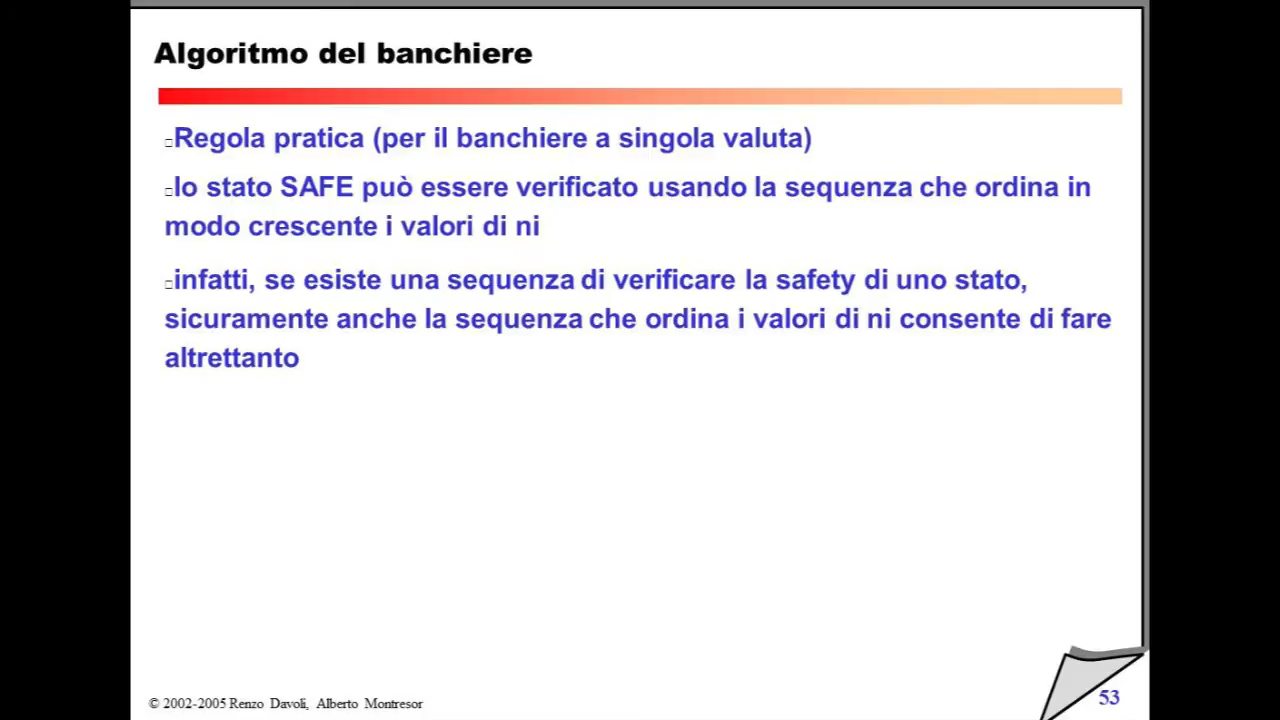 Algoritmo del banchiere
Regola pratica (per il banchiere a singola valuta)
lo stato SAFE può essere verificato usando la sequenza che ordina in
modo crescente i valori di ni
infatti, se esiste una sequenza di verificare la safety di uno stato,
sicuramente anche la sequenza che ordina i valori di ni consente di fare
altrettanto
© 2002-2005 Renzo Davoli, Alberto Montresor
53